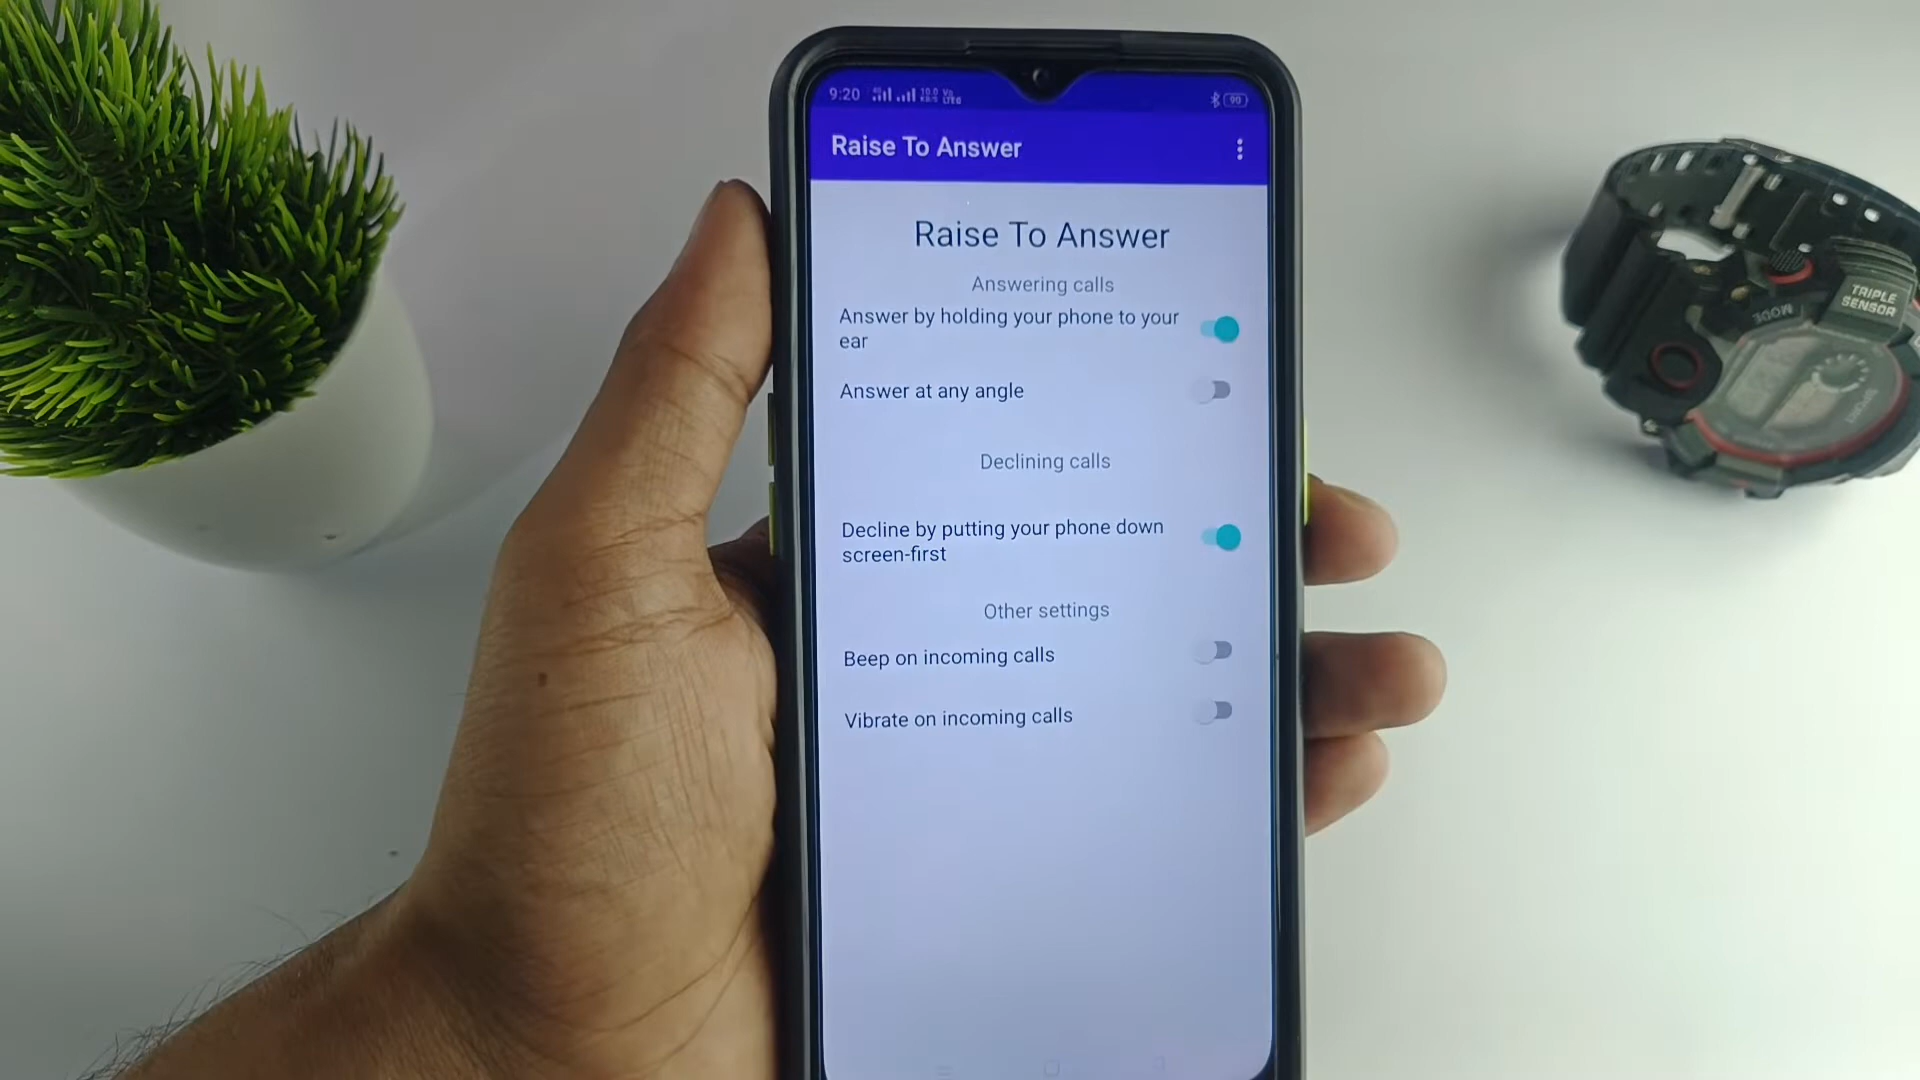 9:20
90
Raise To Answer
Raise To Answer
Answering calls
Answer by holding your phone to your
ear
Answer at any angle
Declining calls
Decline by putting your phone down
screen-first
Other settings
Beep on incoming calls
Vibrate on incoming calls
TRIPLE
SENSOR
MODE